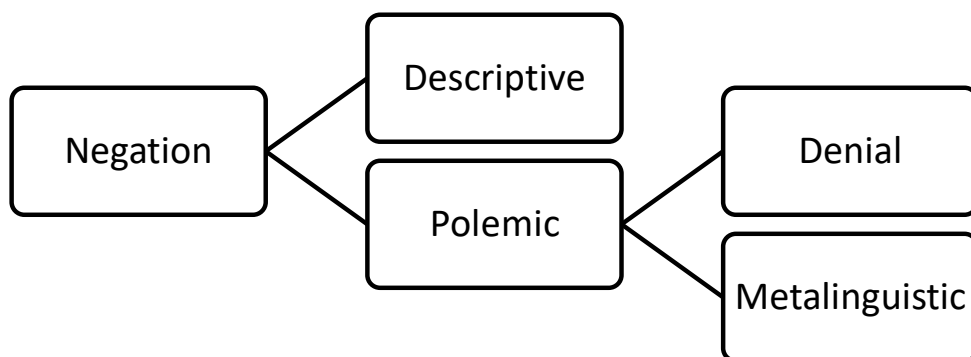 Negation
Descriptive
Polemic
Denial
Metalinguistic